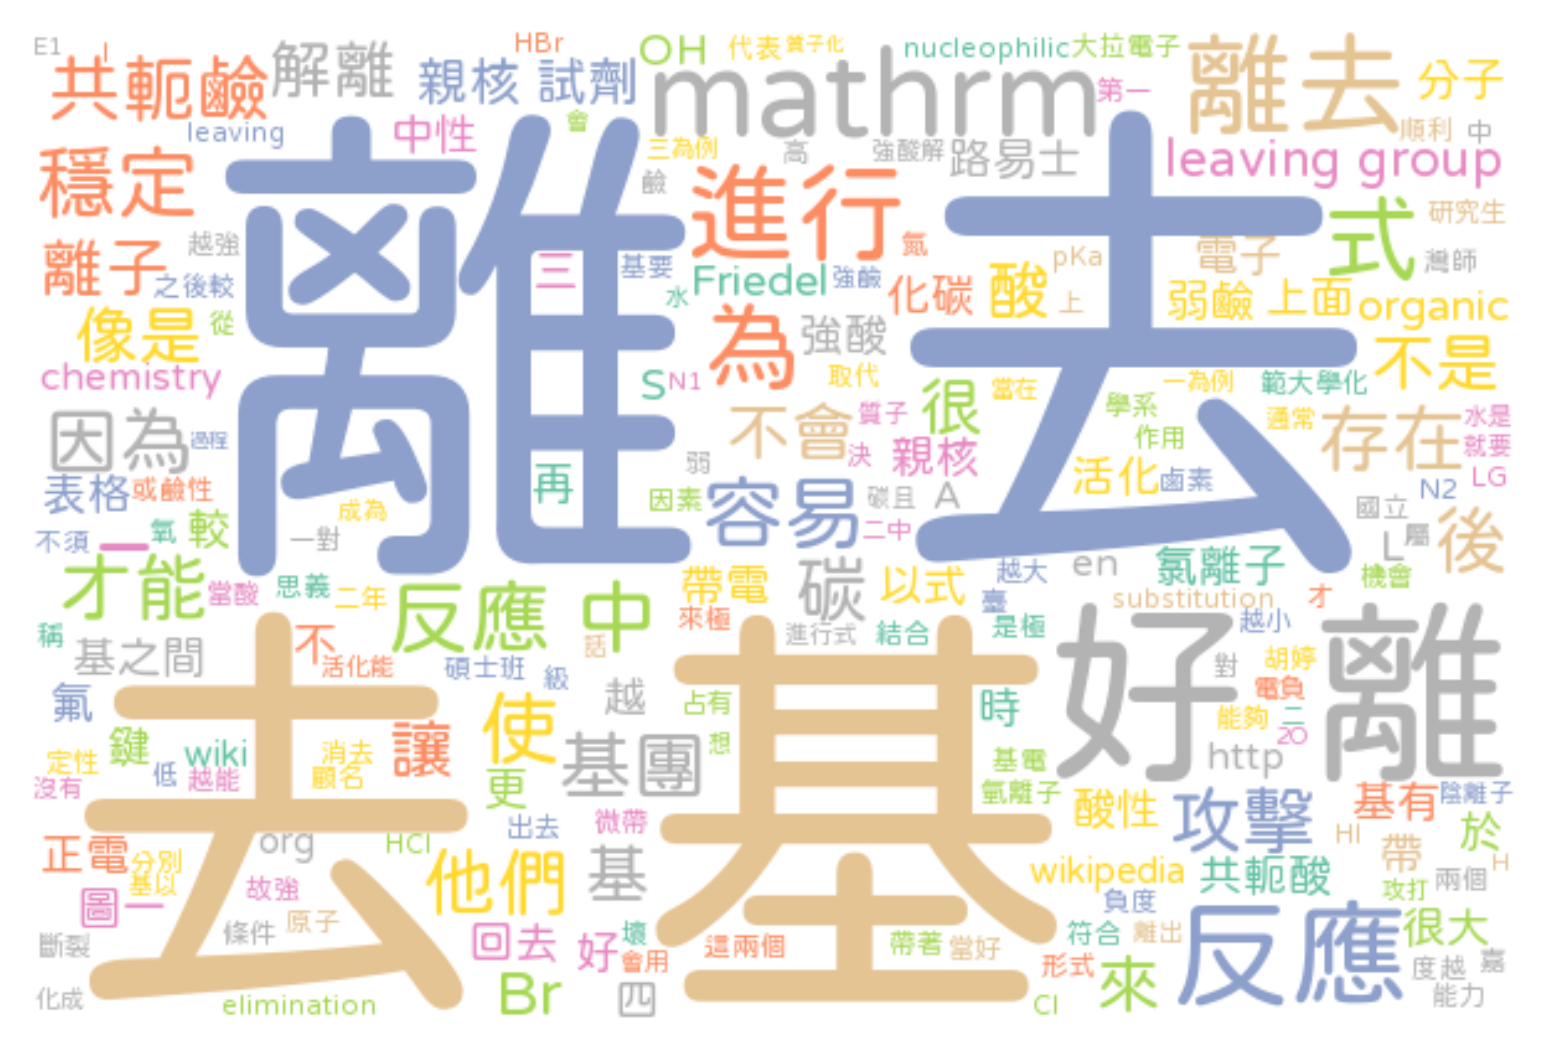 E1
I
HBr
OH
代表
質子化
nucleophilic
大拉電子
共軛鹼
解離
親核
試劑
mathrm
第一
離去
分子
leaving
中性
會
三為例
高
強酸解
路易士
順利
中
leaving group
穩定
離
去
鹼
進行
式
研究生
離子
越強
三
基要
氮
pKa
電子
灣師
之後較
水
Friedel
強鹼
化碳
酸
上
弱鹼
上面
organic
像是
從
為
強酸
不是
chemistry
S
N1
取代
很
當在
一為例
範大學化
因為
過程
不會
質子
學系
通常
存在
水是
作用
就要
弱
決
親核
活化
鹵素
LG
表格
或鹼性
再
因素
容易
碳且
A
N2
成為
國立
不須
一
氧
較
一對
二中
L
屬
後
才能
當酸
思義
二年
反應
中
帶電
碳
以式
越大
en
氯離子
機會
臺
substitution
才
稱
基之間
不
活化能
話
來極
進行式
結合
是極
越小
好
離
去
基
碩士班
級
越
占有
時
對
胡婷
電負
氟
鍵
wiki
消去
讓
使
基團
想
能夠
二
2O
定性
低
越能
顧名
更
基電
http
沒有
氫離子
酸性
攻擊
基有
陰離子
出去
微帶
正電
分別
org
HCl
他們
基
HI
帶
於
H
基以
wikipedia
共軛酸
攻打
兩個
圖一
故強
負度
條件
原子
回去
好
壞
這兩個
帶著
當好
符合
離出
反應
很大
斷裂
會用
形式
來
度越
嘉
化成
elimination
Br
四
Cl
能力